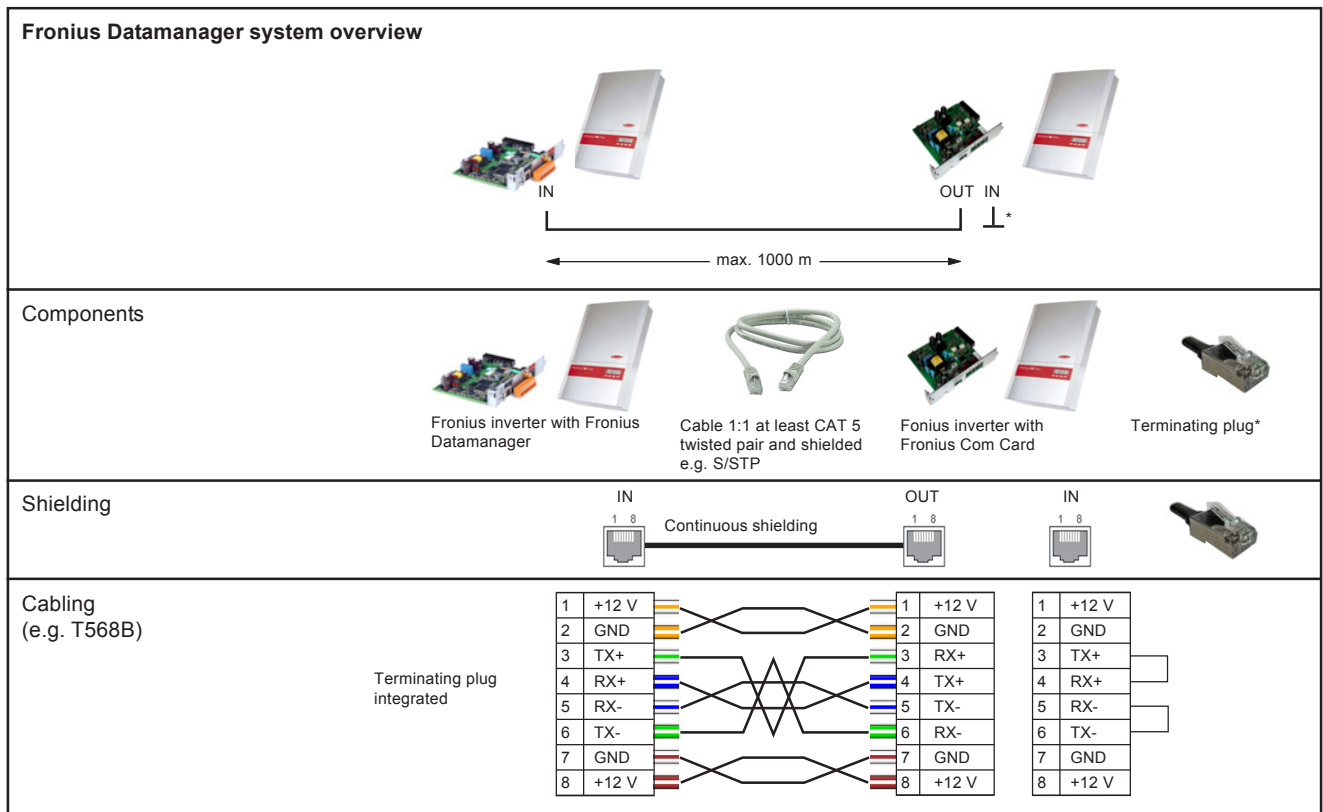 Fronius Datamanager system overview
IN
OUT IN
*
max. 1000 m
Components
Fronius inverter with Fronius
Datamanager
Cable 1:1 at least CAT 5
twisted pair and shielded
e.g. S/STP
Fonius inverter with
Fronius Com Card
Terminating plug*
Shielding
IN
OUT
IN
1 8
Continuous shielding
1 8
1 8
Cabling
(e.g. T568B)
Terminating plug
integrated
1 +12 V
2 GND
3 TX+
4 RX+
5 RX-
6 TX-
7 GND
8 +12 V
1 +12 V
2 GND
3 RX+
4 TX+
5 TX-
6 RX-
7 GND
8 +12 V
1 +12 V
2 GND
3 TX+
4 RX+
5 RX-
6 TX-
7 GND
8 +12 V